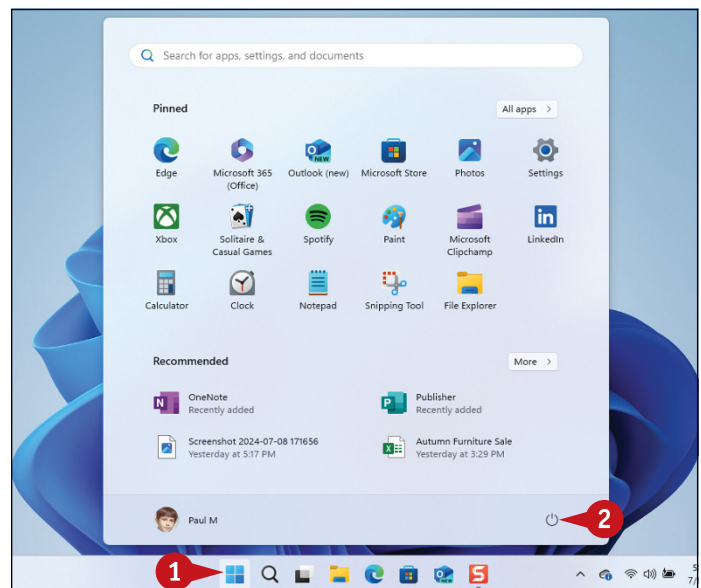 Search for apps, settings, and documents
Pinned
All apps >
Edge
Microsoft 365
(Office)
Outlook (new)
Microsoft Store
Photos
Settings
NEW
Xbox
Solitaire &
Casual Games
Spotify
Paint
Microsoft
Clipchamp
LinkedIn
in
Calculator
Clock
Notepad
Snipping Tool
File Explorer
Recommended
More >
N
OneNote
Recently added
P
Publisher
Recently added
Screenshot 2024-07-08 171656
Yesterday at 5:17 PM
Autumn Furniture Sale
Yesterday at 3:29 PM
Paul M
2
1
NEW
S